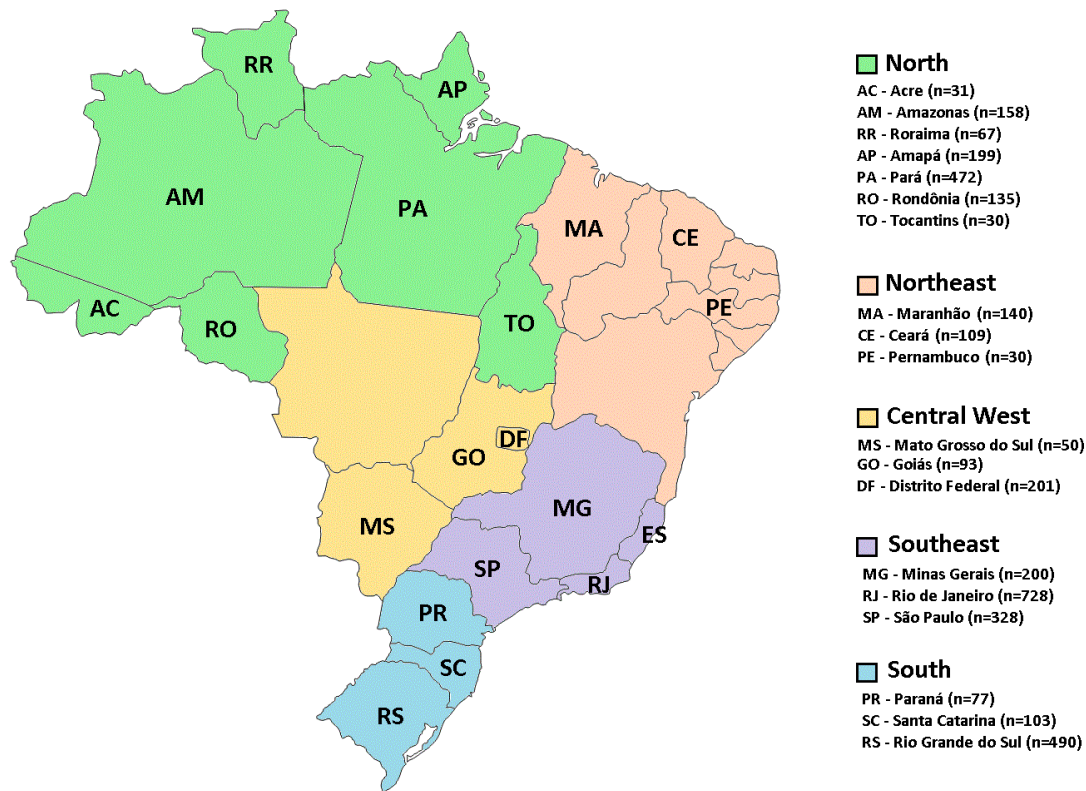 RR
AP
AM
PA
MA
CE
AC
RO
TO
PE
DF
GO
MS
MG
ES
SP
RJ
PR
SC
RS
North
AC - Acre (n=31)
AM - Amazonas (n=158)
RR - Roraima (n=67)
AP - Amapá (n=199)
PA - Pará (n=472)
RO - Rondônia (n=135)
TO - Tocantins (n=30)
Northeast
MA - Maranhão (n=140)
CE - Ceará (n=109)
PE - Pernambuco (n=30)
Central West
MS - Mato Grosso do Sul (n=50)
GO - Goiás (n=93)
DF - Distrito Federal (n=201)
Southeast
MG - Minas Gerais (n=200)
RJ - Rio de Janeiro (n=728)
SP - São Paulo (n=328)
South
PR - Paraná (n=77)
SC - Santa Catarina (n=103)
RS - Rio Grande do Sul (n=490)